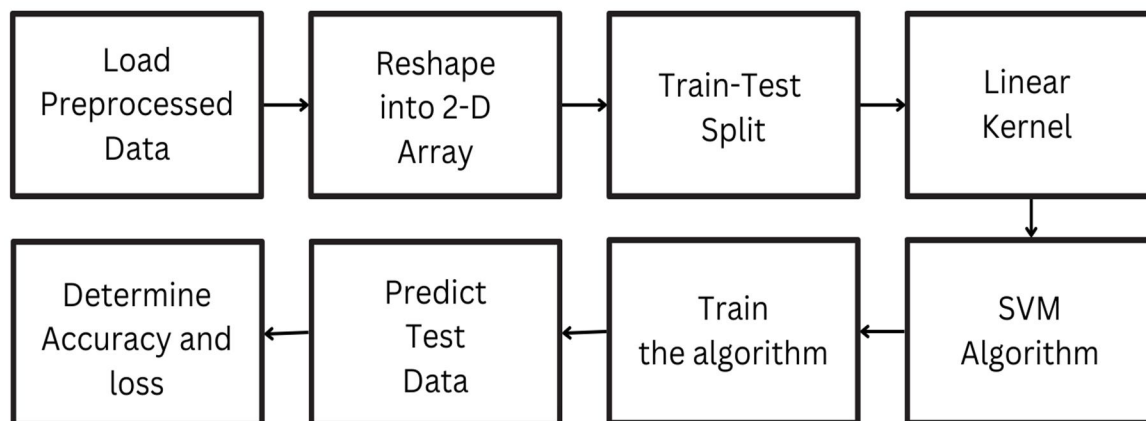 Load
Preprocessed
Data
Reshape
into 2-D
Array
Train-Test
Split
Linear
Kernel
SVM
Algorithm
Train
the algorithm
Predict
Test
Data
Determine
Accuracy and
loss